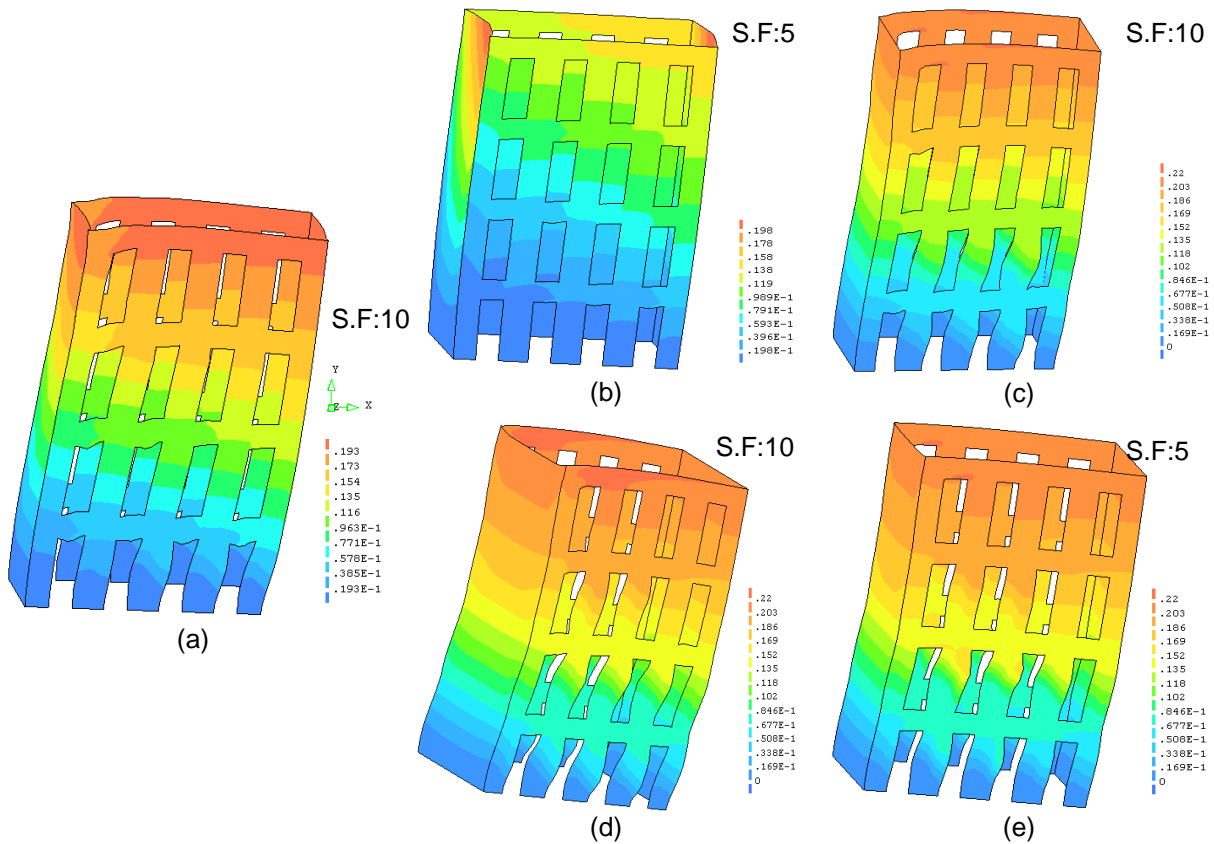 S.F:10
Y
Z X
.193
.173
.154
.135
.116
.963E-1
.771E-1
.578E-1
.385E-1
.193E-1
(a)
S.F:5
.198
.178
.158
.138
.119
.989E-1
.791E-1
.593E-1
.396E-1
.198E-1
(b)
S.F:10
.22
.203
.186
.169
.152
.135
.118
.102
.846E-1
.677E-1
.508E-1
.338E-1
.169E-1
0
(c)
S.F:10
.22
.203
.186
.169
.152
.135
.118
.102
.846E-1
.677E-1
.508E-1
.338E-1
.169E-1
0
(d)
S.F:5
.22
.203
.186
.169
.152
.135
.118
.102
.846E-1
.677E-1
.508E-1
.338E-1
.169E-1
0
(e)